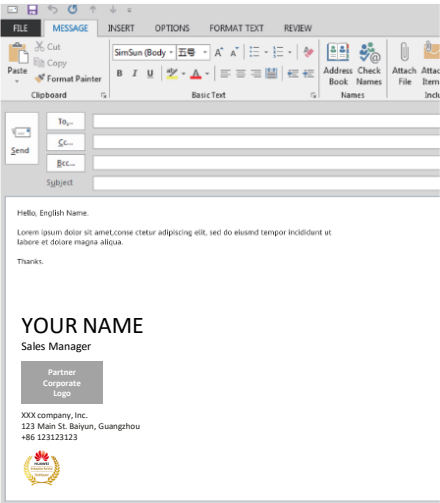 FILE MESSAGE INSERT OPTIONS FORMAT TEXT REVIEW
Cut
SimSun (Body 五号
Copy
Paste
Format Painter
B I U
Address Book
Check Names
Attach File
Clipboard
Basic Text
Names
To...
Cc...
Send
Bcc...
Subject
Hello, English Name.
Lorem ipsum dolor sit amet,conse ctetur adipiscing elit, sed do eiusmd tempor incididunt ut
labore et dolore magna aliqua.
Thanks.
YOUR NAME
Sales Manager
Partner
Corporate
Logo
XXX company, Inc.
123 Main St. Baiyun, Guangzhou
+86 123123123
HUAWEI